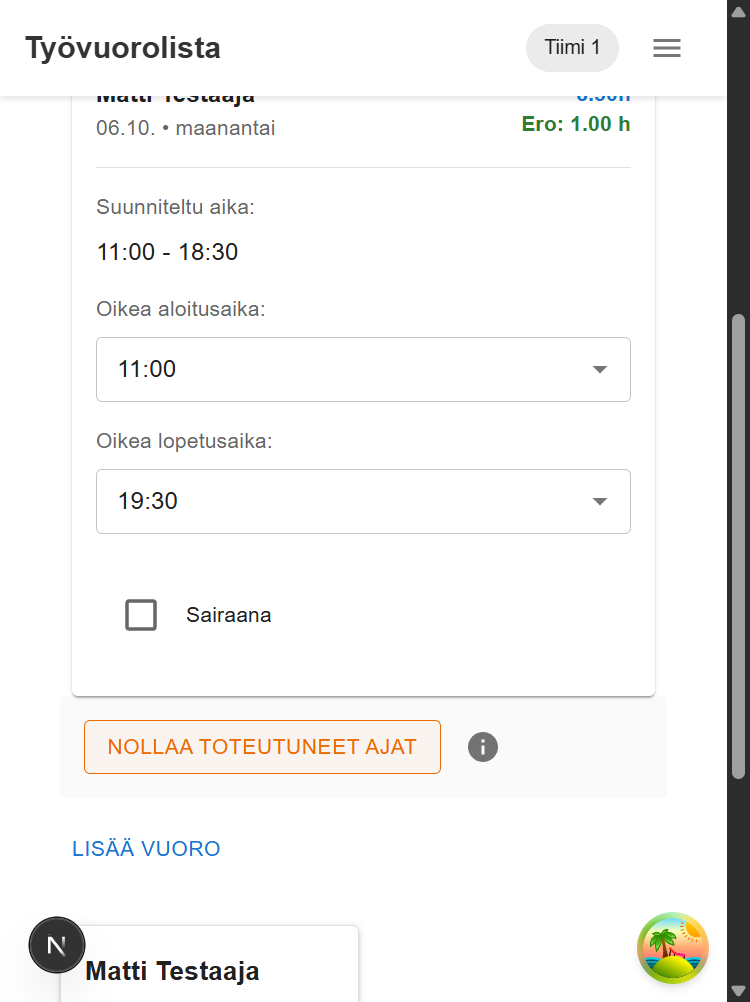 Työvuorolista
Tiimi 1
Matti Testaaja
06.10. • maanantai
Ero: 1.00 h
Suunniteltu aika:
11:00 - 18:30
Oikea aloitusaika:
11:00
Oikea lopetusaika:
19:30
Sairaana
NOLLAA TOTEUTUNEET AJAT
LISÄÄ VUORO
N
Matti Testaaja